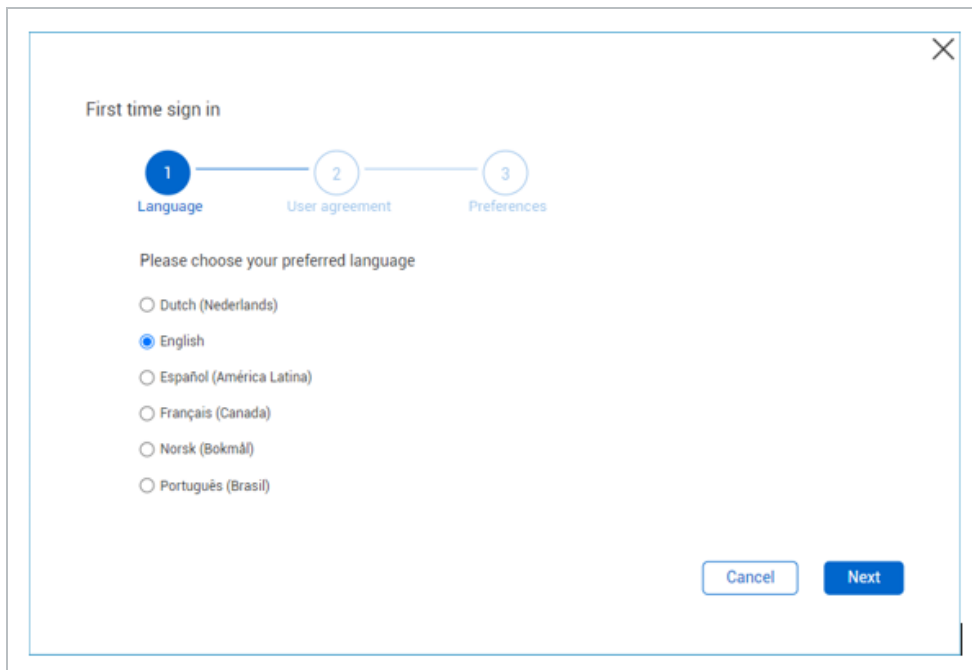 First time sign in
1 2 3
Language User agreement Preferences
Please choose your preferred language
Dutch (Nederlands)
English
Español (América Latina)
Français (Canada)
Norsk (Bokmål)
Português (Brasil)
Cancel Next